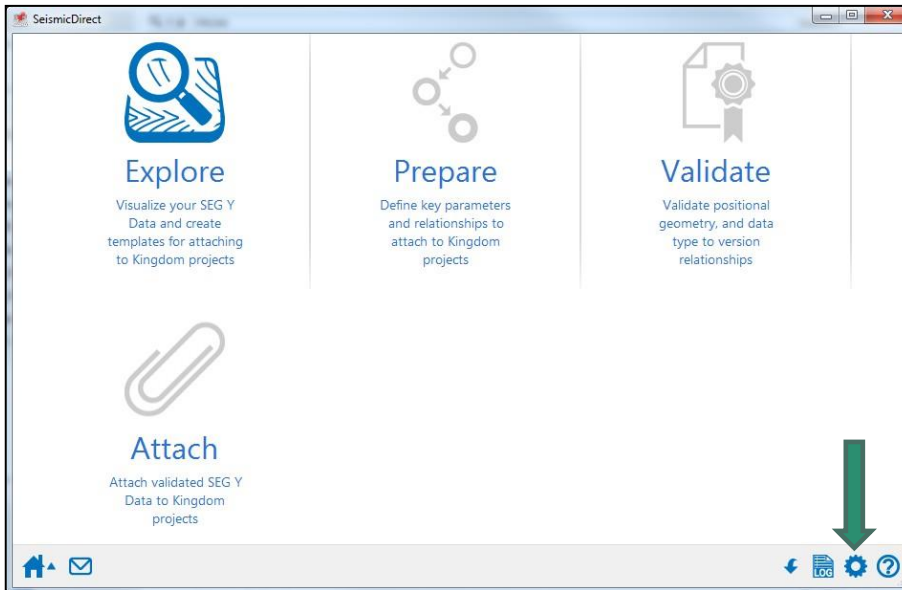 SeismicDirect
Explore
Visualize your SEG Y
Data and create
templates for attaching
to Kingdom projects
Prepare
Define key parameters
and relationships to
attach to Kingdom
projects
Validate
Validate positional
geometry, and data
type to version
relationships
Attach
Attach validated SEG Y
Data to Kingdom
projects
LOG